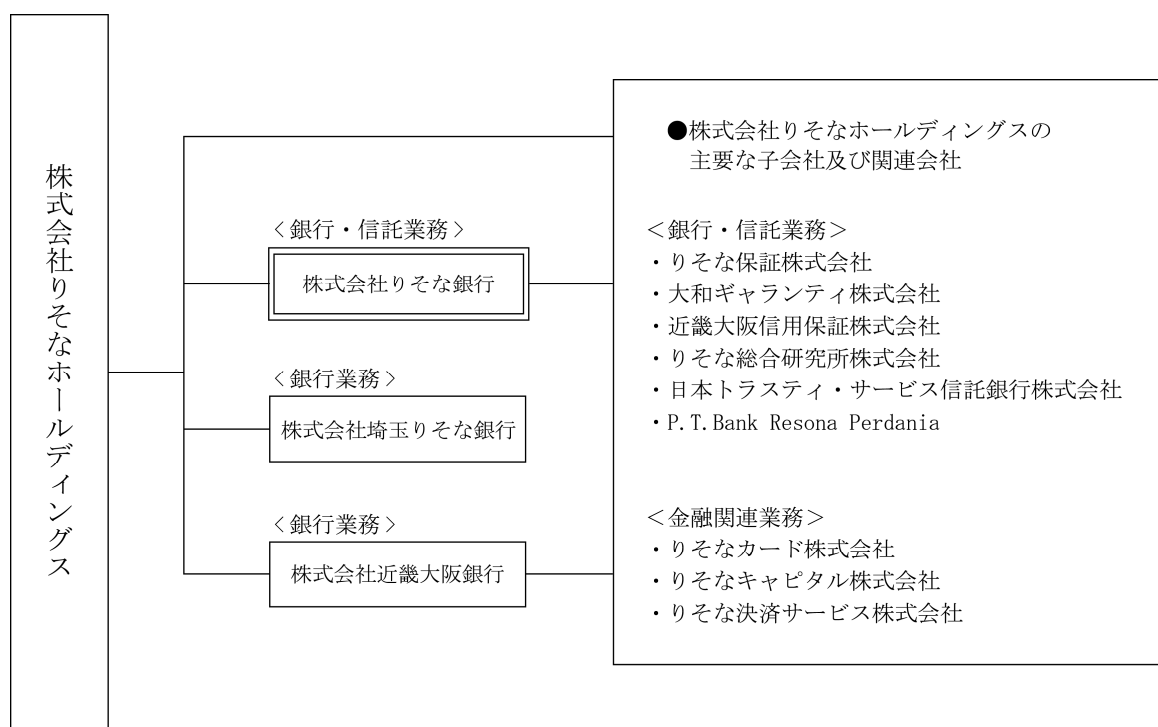 株式会社りそなホールディングス
<銀行・信託業務>
株式会社りそな銀行
<銀行業務>
株式会社埼玉りそな銀行
<銀行業務>
株式会社近畿大阪銀行
●株式会社りそなホールディングスの
主要な子会社及び関連会社
<銀行・信託業務>
・りそな保証株式会社
・大和ギャランティ株式会社
・近畿大阪信用保証株式会社
・りそな総合研究所株式会社
・日本トラスティ・サービス信託銀行株式会社
・P.T.Bank Resona Perdania
<金融関連業務>
・りそなカード株式会社
・りそなキャピタル株式会社
・りそな決済サービス株式会社